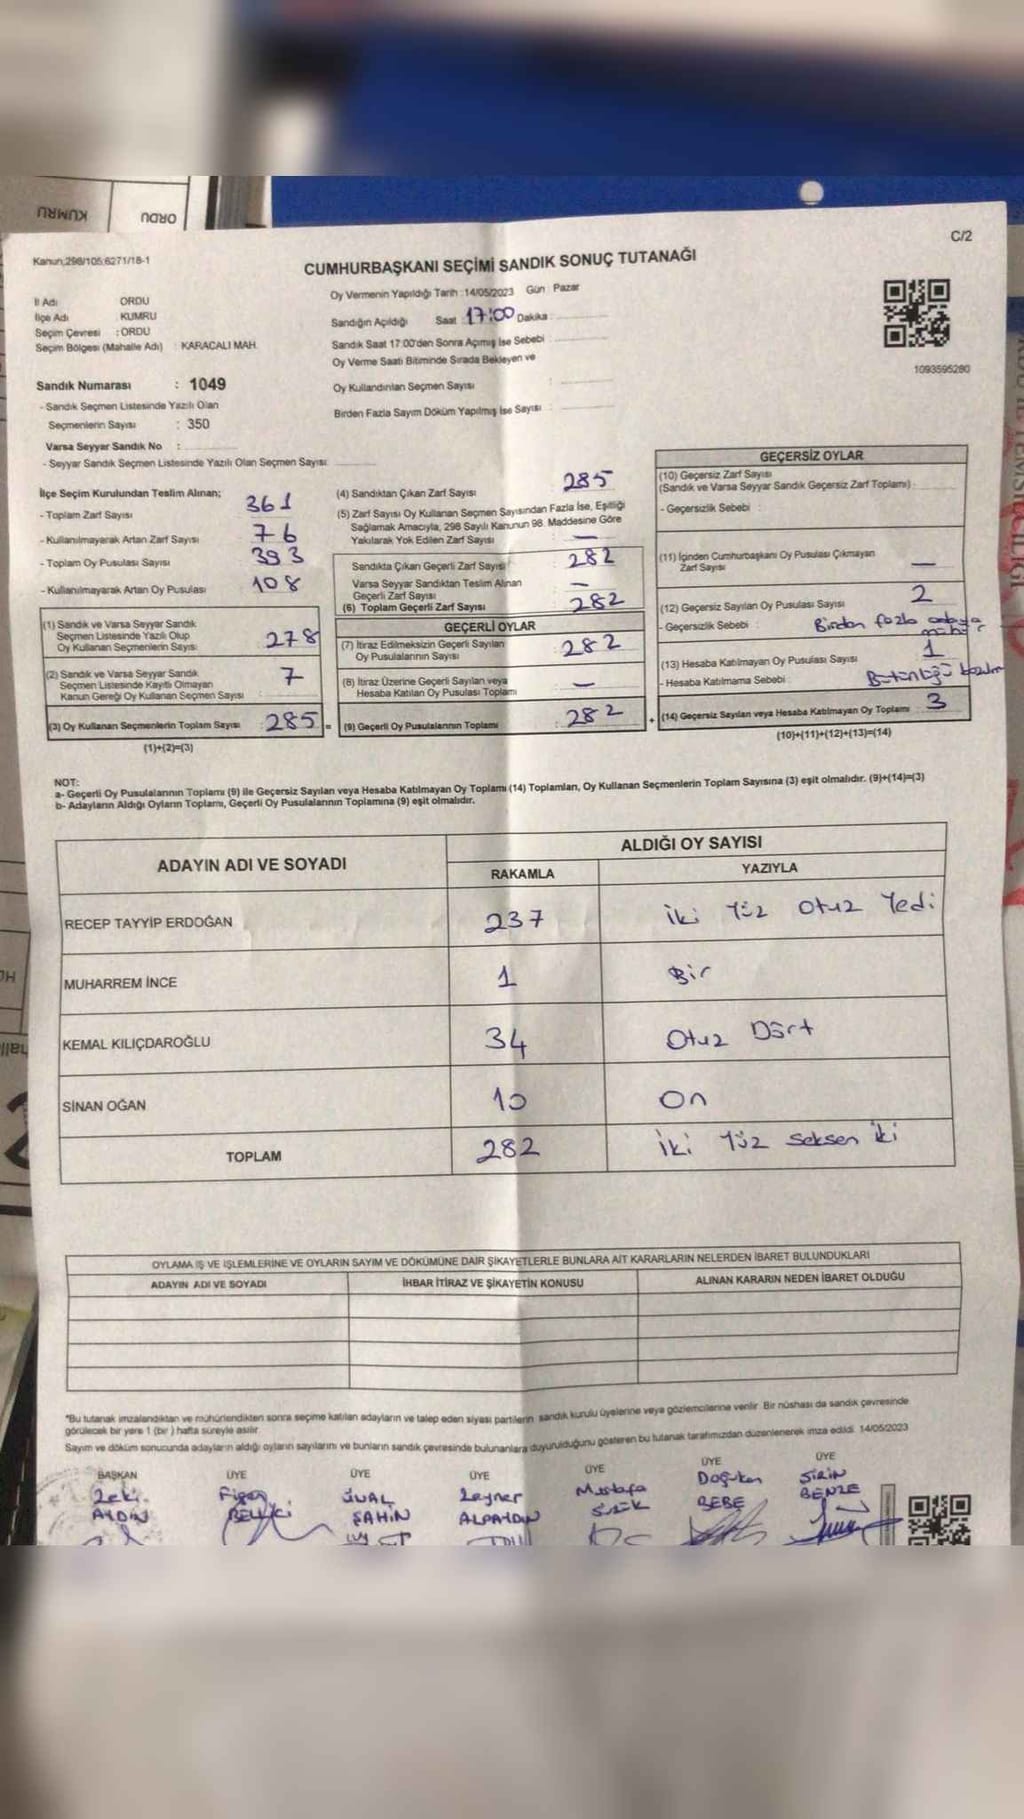 KUMRU
ORDU
C/2
Kanun;298/105;6271/18-1
CUMHURBAŞKANI SEÇİMİ SANDIK SONUÇ TUTANAĞI
İl Adı ORDU
İlçe Adı KUMRU
Seçim Çevresi : ORDU
Seçim Bölgesi (Mahalle Adı) : KARACALI MAH.
Oy Vermenin Yapıldığı Tarih : 14/05/2023 Gün : Pazar
Sandığın Açıldığı Saat 17:00 Dakika :
Sandık Saat 17:00'den Sonra Açımış İse Sebebi :
Oy Verme Saati Bitiminde Sırada Bekleyen ve
Oy Kullandırılan Seçmen Sayısı :
Birden Fazla Sayım Döküm Yapılmış İse Sayısı :
1093595280
Sandık Numarası : 1049
- Sandık Seçmen Listesinde Yazılı Olan
Seçmenlerin Sayısı : 350
Varsa Seyyar Sandık No :
- Seyyar Sandık Seçmen Listesinde Yazılı Olan Seçmen Sayısı:
İlçe Seçim Kurulundan Teslim Alınan;
- Toplam Zarf Sayısı 361
- Kullanılmayarak Artan Zarf Sayısı 76
- Toplam Oy Pusulası Sayısı 393
- Kullanılmayarak Artan Oy Pusulası 108
(1) Sandık ve Varsa Seyyar Sandık
Seçmen Listesinde Yazılı Olup
Oy Kullanan Seçmenlerin Sayısı 278
(2) Sandık ve Varsa Seyyar Sandık
Seçmen Listesinde Kayıtlı Olmayan
Kanun Gereği Oy Kullanan Seçmen Sayısı 7
(3) Oy Kullanan Seçmenlerin Toplam Sayısı : 285 =
(1)+(2)=(3)
(4) Sandıktan Çıkan Zarf Sayısı 285
(5) Zarf Sayısı Oy Kullanan Seçmen Sayısından Fazla İse, Eşitliği
Sağlamak Amacıyla, 298 Sayılı Kanunun 98. Maddesine Göre
Yakılarak Yok Edilen Zarf Sayısı —
Sandıkta Çıkan Geçerli Zarf Sayısı 282
Varsa Seyyar Sandıktan Teslim Alınan
Geçerli Zarf Sayısı —
(6) Toplam Geçerli Zarf Sayısı 282
GEÇERLİ OYLAR
(7) İtiraz Edilmeksizin Geçerli Sayılan
Oy Pusulalarının Sayısı 282
(8) İtiraz Üzerine Geçerli Sayılan veya
Hesaba Katılan Oy Pusulası Toplamı —
(9) Geçerli Oy Pusulalarının Toplamı : 282 +
GEÇERSİZ OYLAR
(10) Geçersiz Zarf Sayısı
(Sandık ve Varsa Seyyar Sandık Geçersiz Zarf Toplamı) :
- Geçersizlik Sebebi :
(11) İçinden Cumhurbaşkanı Oy Pusulası Çıkmayan
Zarf Sayısı —
(12) Geçersiz Sayılan Oy Pusulası Sayısı 2
- Geçersizlik Sebebi : Birden fazla adaya
mühür
(13) Hesaba Katılmayan Oy Pusulası Sayısı 1
- Hesaba Katılmama Sebebi : Bütünlüğü
(14) Geçersiz Sayılan veya Hesaba Katılmayan Oy Toplamı 3
(10)+(11)+(12)+(13)=(14)
NOT:
a- Geçerli Oy Pusulalarının Toplamı (9) ile Geçersiz Sayılan veya Hesaba Katılmayan Oy Toplamı (14) Toplamları, Oy Kullanan Seçmenlerin Toplam Sayısına (3) eşit olmalıdır. (9)+(14)=(3)
b- Adayların Aldığı Oyların Toplamı, Geçerli Oy Pusulalarının Toplamına (9) eşit olmalıdır.
ADAYIN ADI VE SOYADI ALDIĞI OY SAYISI
RAKAMLA YAZIYLA
RECEP TAYYİP ERDOĞAN 237 İki Yüz Otuz Yedi
MUHARREM İNCE 1 Bir
KEMAL KILIÇDAROĞLU 34 Otuz Dört
SİNAN OĞAN 10 On
TOPLAM 282 İki Yüz Seksen İki
OYLAMA İŞ VE İŞLEMLERİNE VE OYLARIN SAYIM VE DÖKÜMÜNE DAİR ŞİKAYETLERLE BUNLARA AİT KARARLARIN NELERDEN İBARET BULUNDUKLARI
ADAYIN ADI VE SOYADI İHBAR İTİRAZ VE ŞİKAYETİN KONUSU ALINAN KARARIN NEDEN İBARET OLDUĞU
*Bu tutanak imzalandıktan ve mühürlendikten sonra seçime katılan adayların ve talep eden siyasi partilerin sandık kurulu üyelerine veya gözlemcilerine verilir. Bir nüshası da sandık çevresinde
görülecek bir yere 1 (bir) hafta süreyle asılır.
Sayım ve döküm sonucunda adayların aldığı oyların sayılarını ve bunların sandık çevresinde bulunanlara duyurulduğunu gösteren bu tutanak tarafımızdan düzenlenerek imza edildi. 14/05/2023
BAŞKAN ÜYE ÜYE ÜYE ÜYE ÜYE ÜYE
Zeki Figen Zeyner Mustafa Doğukan ŞİRİN
AYDIN ŞAHİN ALPAYDIN BEBE BENZE